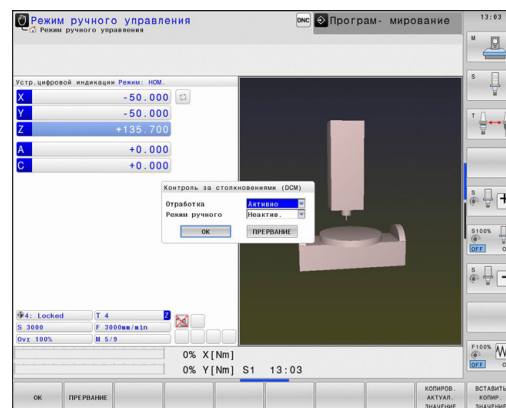 Режим ручного управления
Режим ручного управления
DNC
Програм- мирование
13:03
Устр.цифровой индикации Режим: НОМ.
X -50.000
Y -50.000
Z +135.700
A +0.000
C +0.000
Контроль за столкновениями (DCM)
Отработка Активно
Режим ручного Неактив.
ОК ПРЕРВАНИЕ
4: Locked T 4 Z
S 3000 F 3000mm/min
Ovr 100% M 5/9
0% X[Nm]
0% Y[Nm] S1 13:03
M
S
T
S
S100%
OFF
S
F100% W
OFF
ОК
ПРЕРВАНИЕ
КОПИРОВ. АКТУАЛ. ЗНАЧЕНИЕ
ВСТАВИТЬ КОПИР. ЗНАЧЕНИЕ